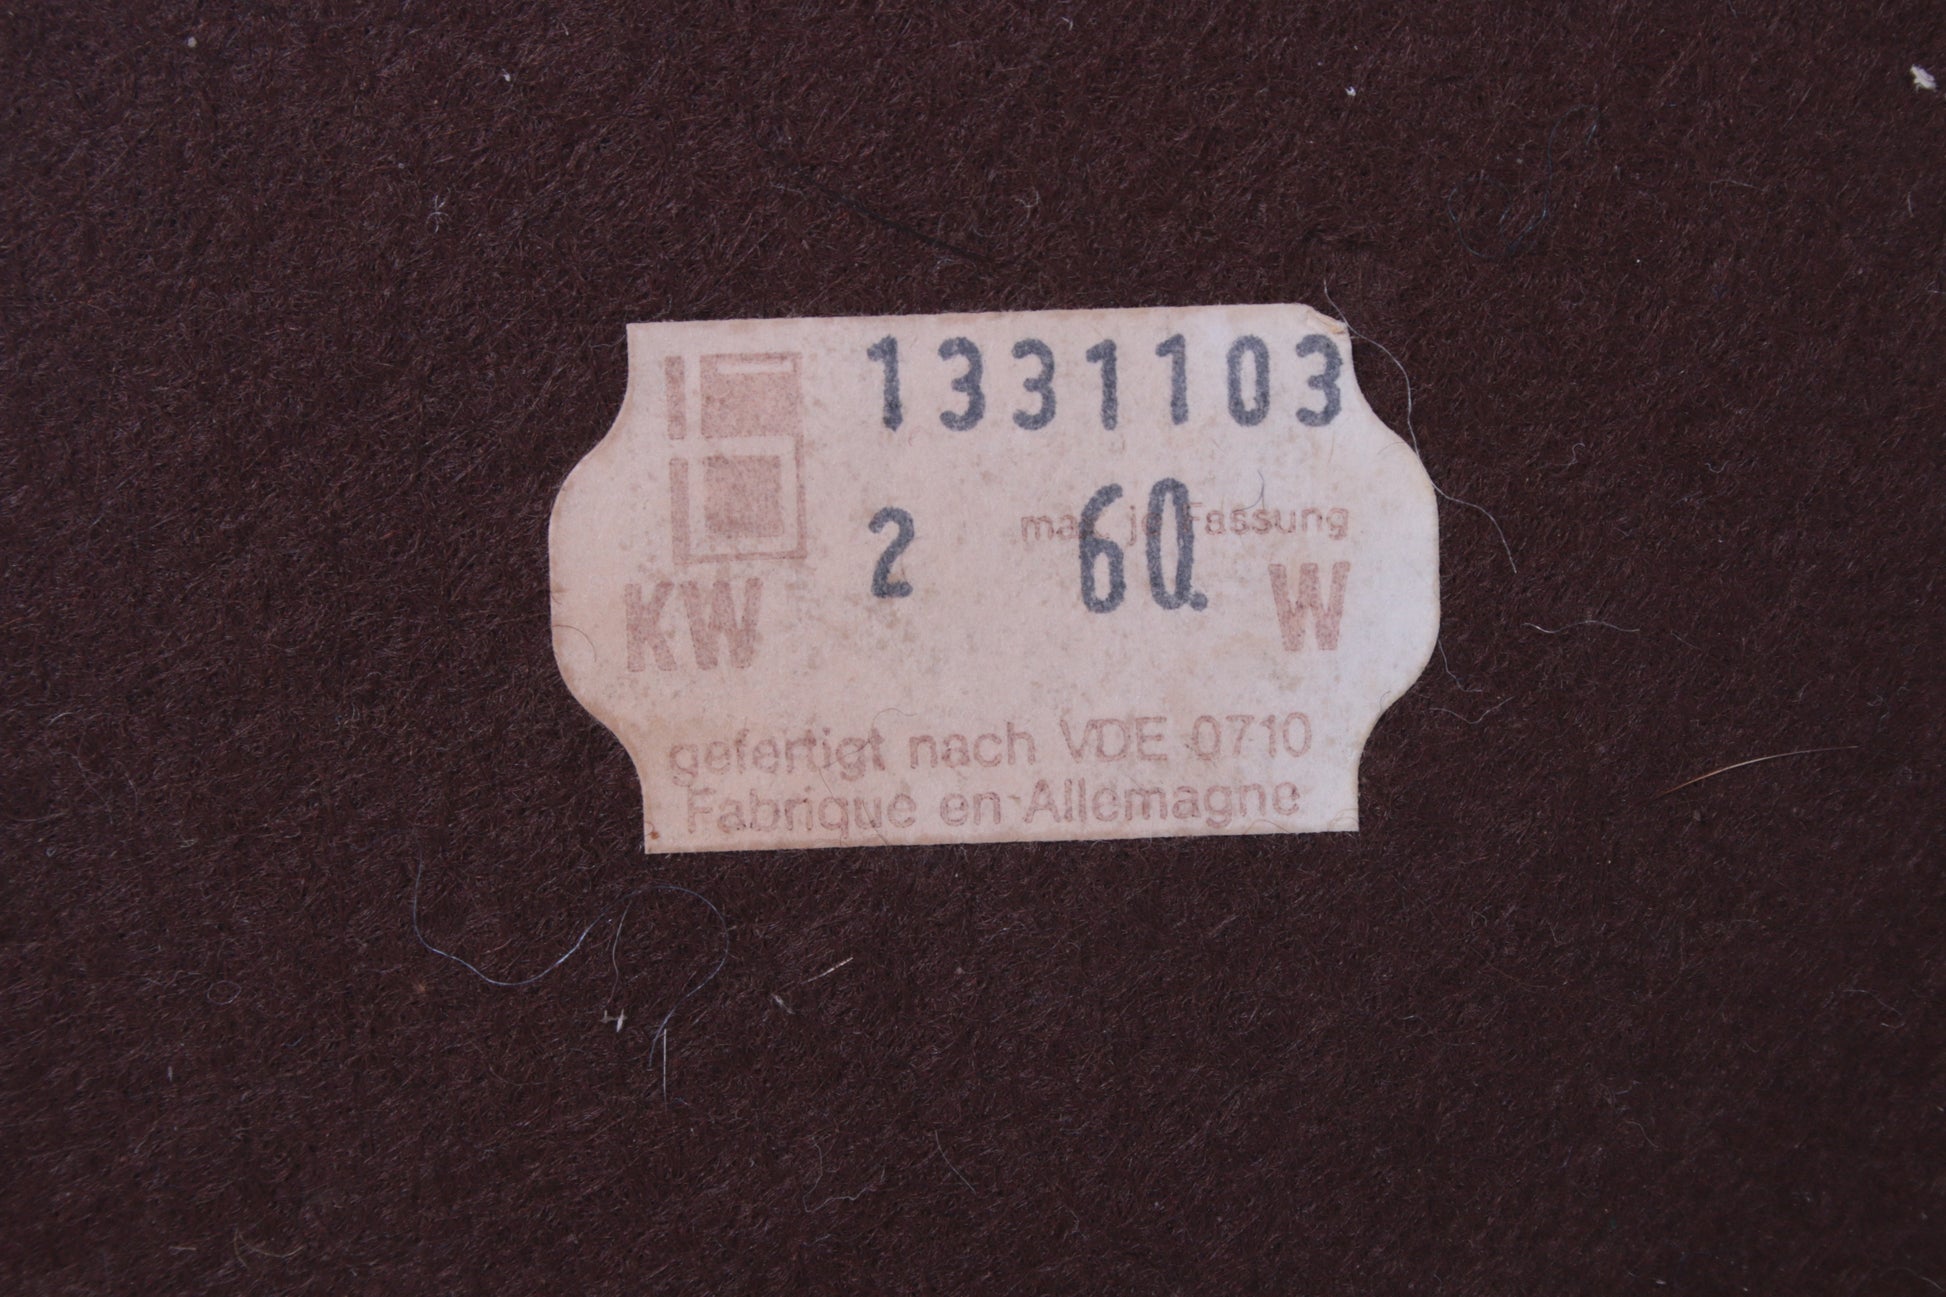 1331103
max. je Fassung
2 60.
KW W
gefertigt nach VDE 0710
Fabriqué en Allemagne